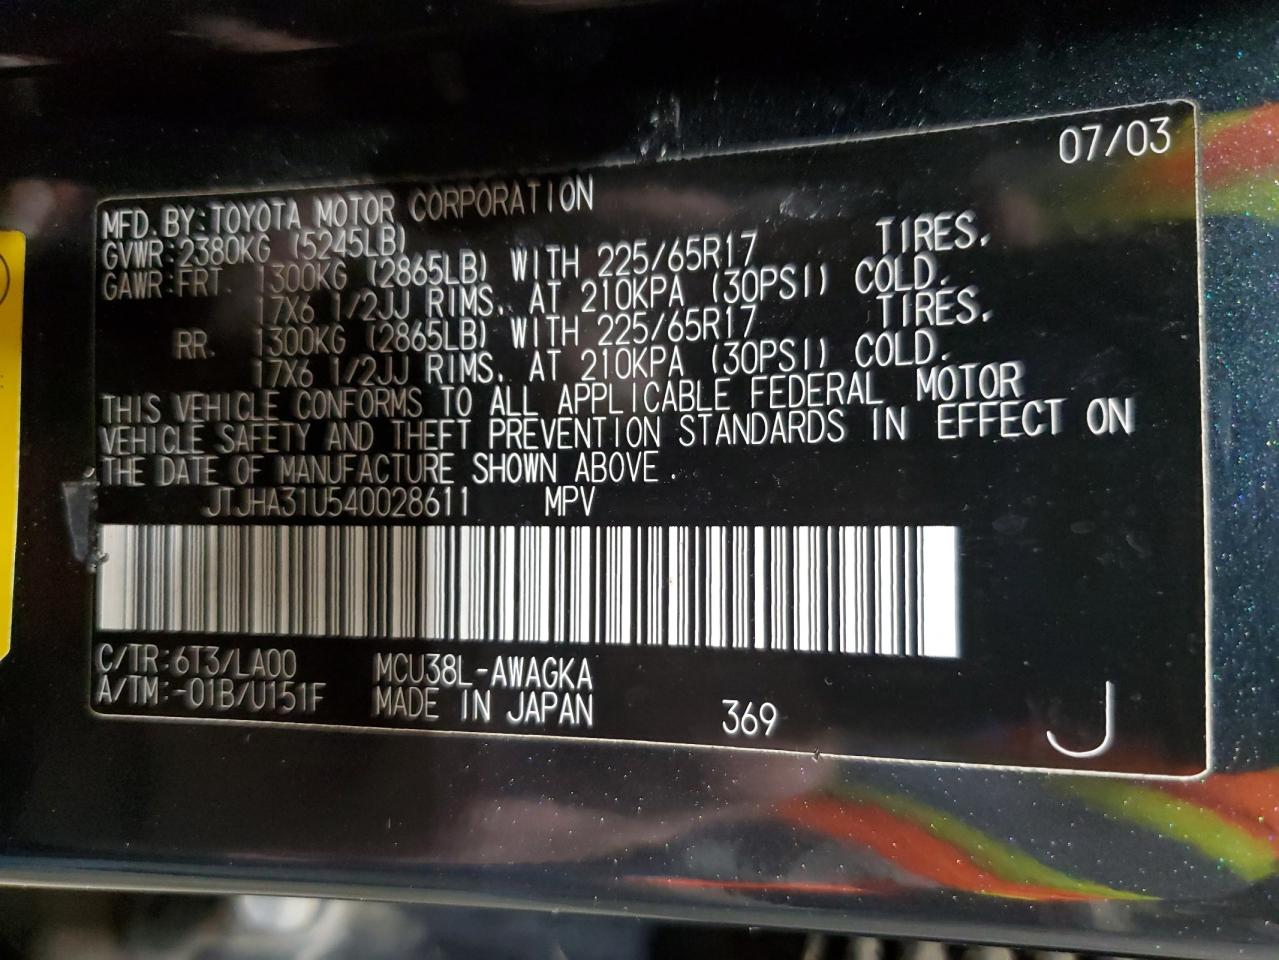 07/03
MFD.BY:TOYOTA MOTOR CORPORATION
GVWR:2380KG (5245LB)
GAWR:FRT. 1300KG (2865LB) WITH 225/65R17 TIRES,
17X6 1/2JJ RIMS, AT 210KPA (30PSI) COLD.
RR. 1300KG (2865LB) WITH 225/65R17 TIRES,
17X6 1/2JJ RIMS, AT 210KPA (30PSI) COLD.
THIS VEHICLE CONFORMS TO ALL APPLICABLE FEDERAL MOTOR
VEHICLE SAFETY AND THEFT PREVENTION STANDARDS IN EFFECT ON
THE DATE OF MANUFACTURE SHOWN ABOVE.
JTJHA31U540028611 MPV
C/TR:6T3/LA00 MCU38L-AWAGKA
A/TM:-01B/U151F MADE IN JAPAN
369
J